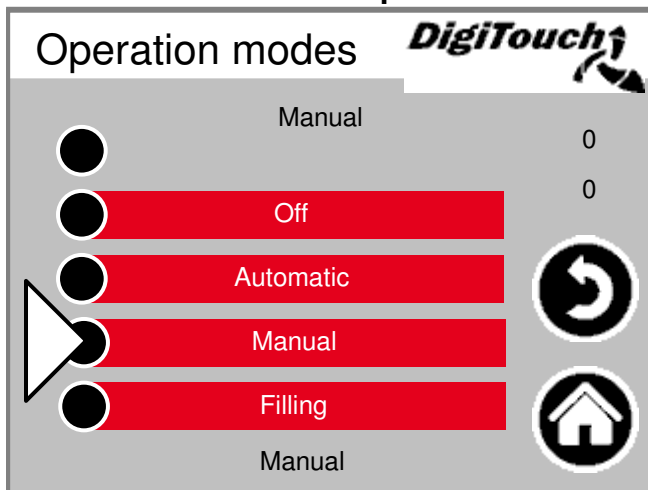 Operation modes
DigiTouch
Manual
0
0
Off
Automatic
Manual
Filling
Manual